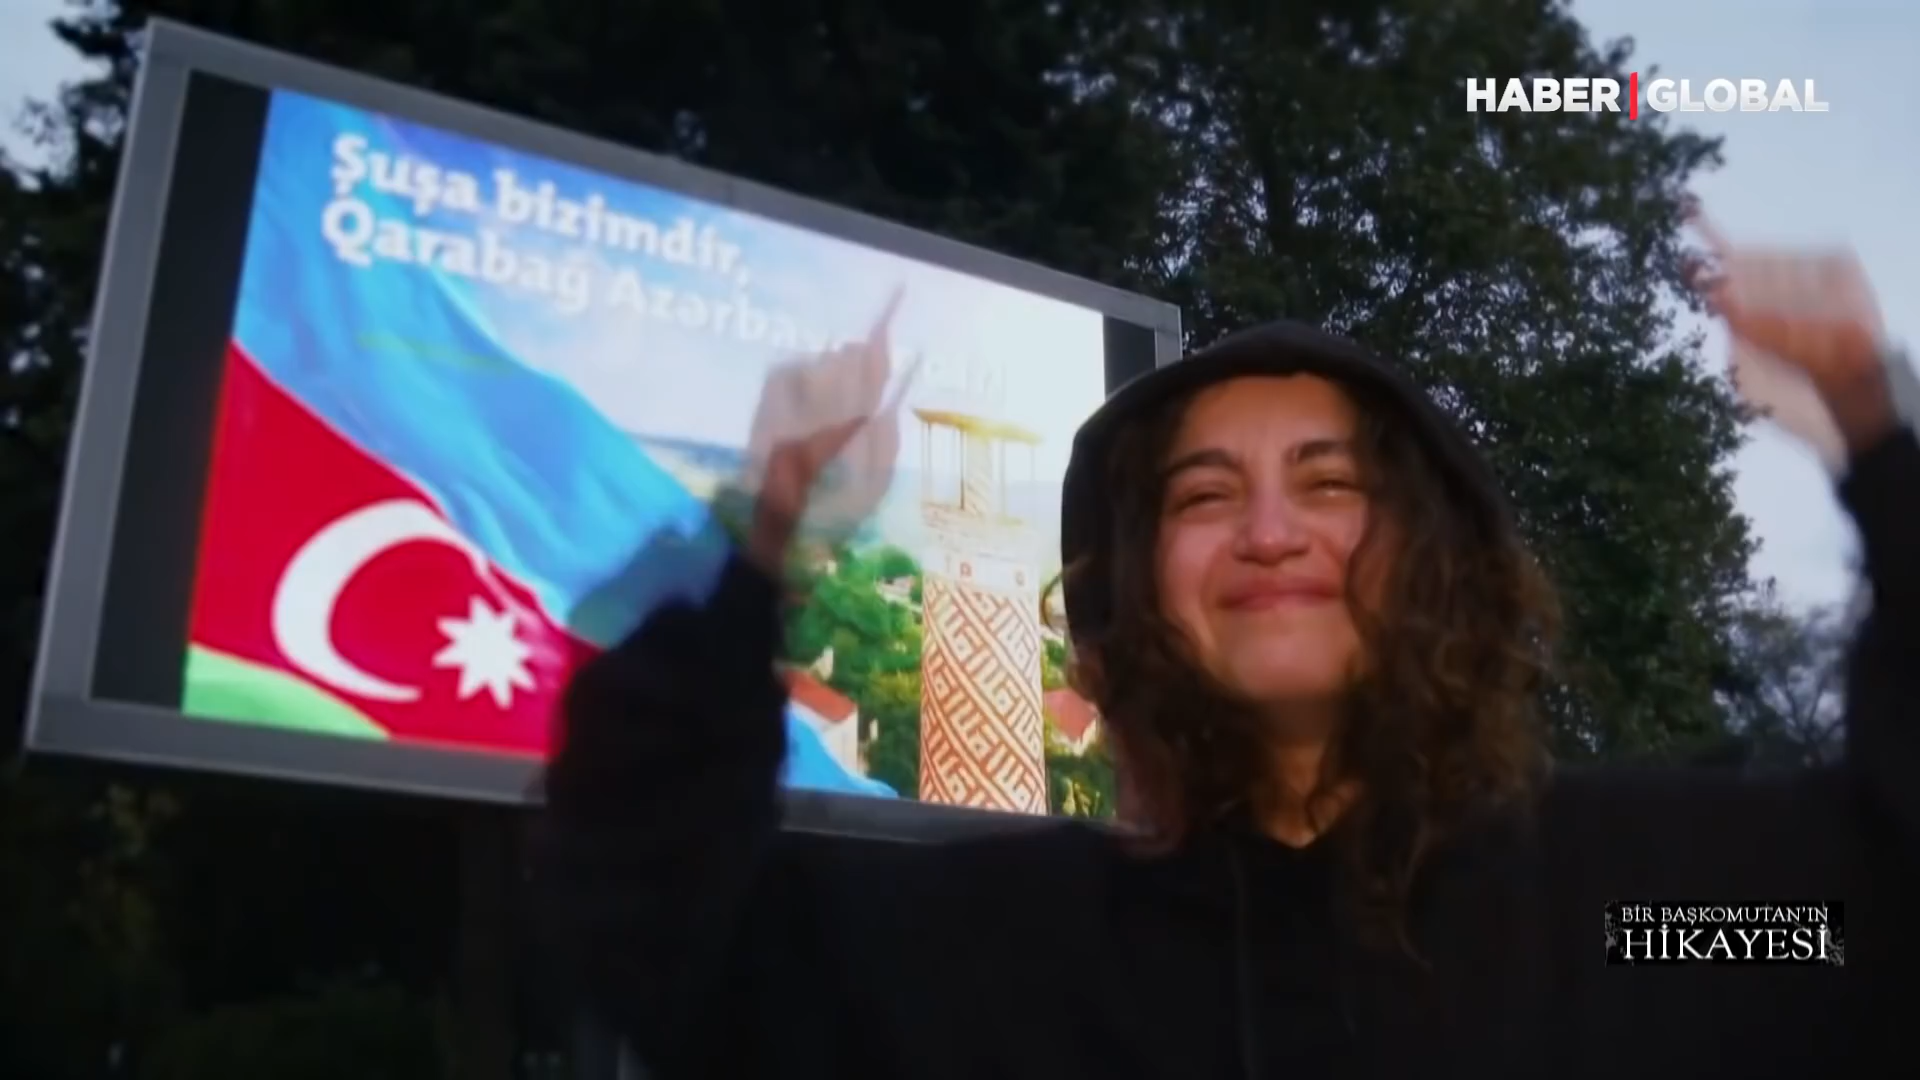 HABER GLOBAL
Şuşa bizimdir,
Qarabağ
BİR BAŞKOMUTAN'IN
HİKAYESİ